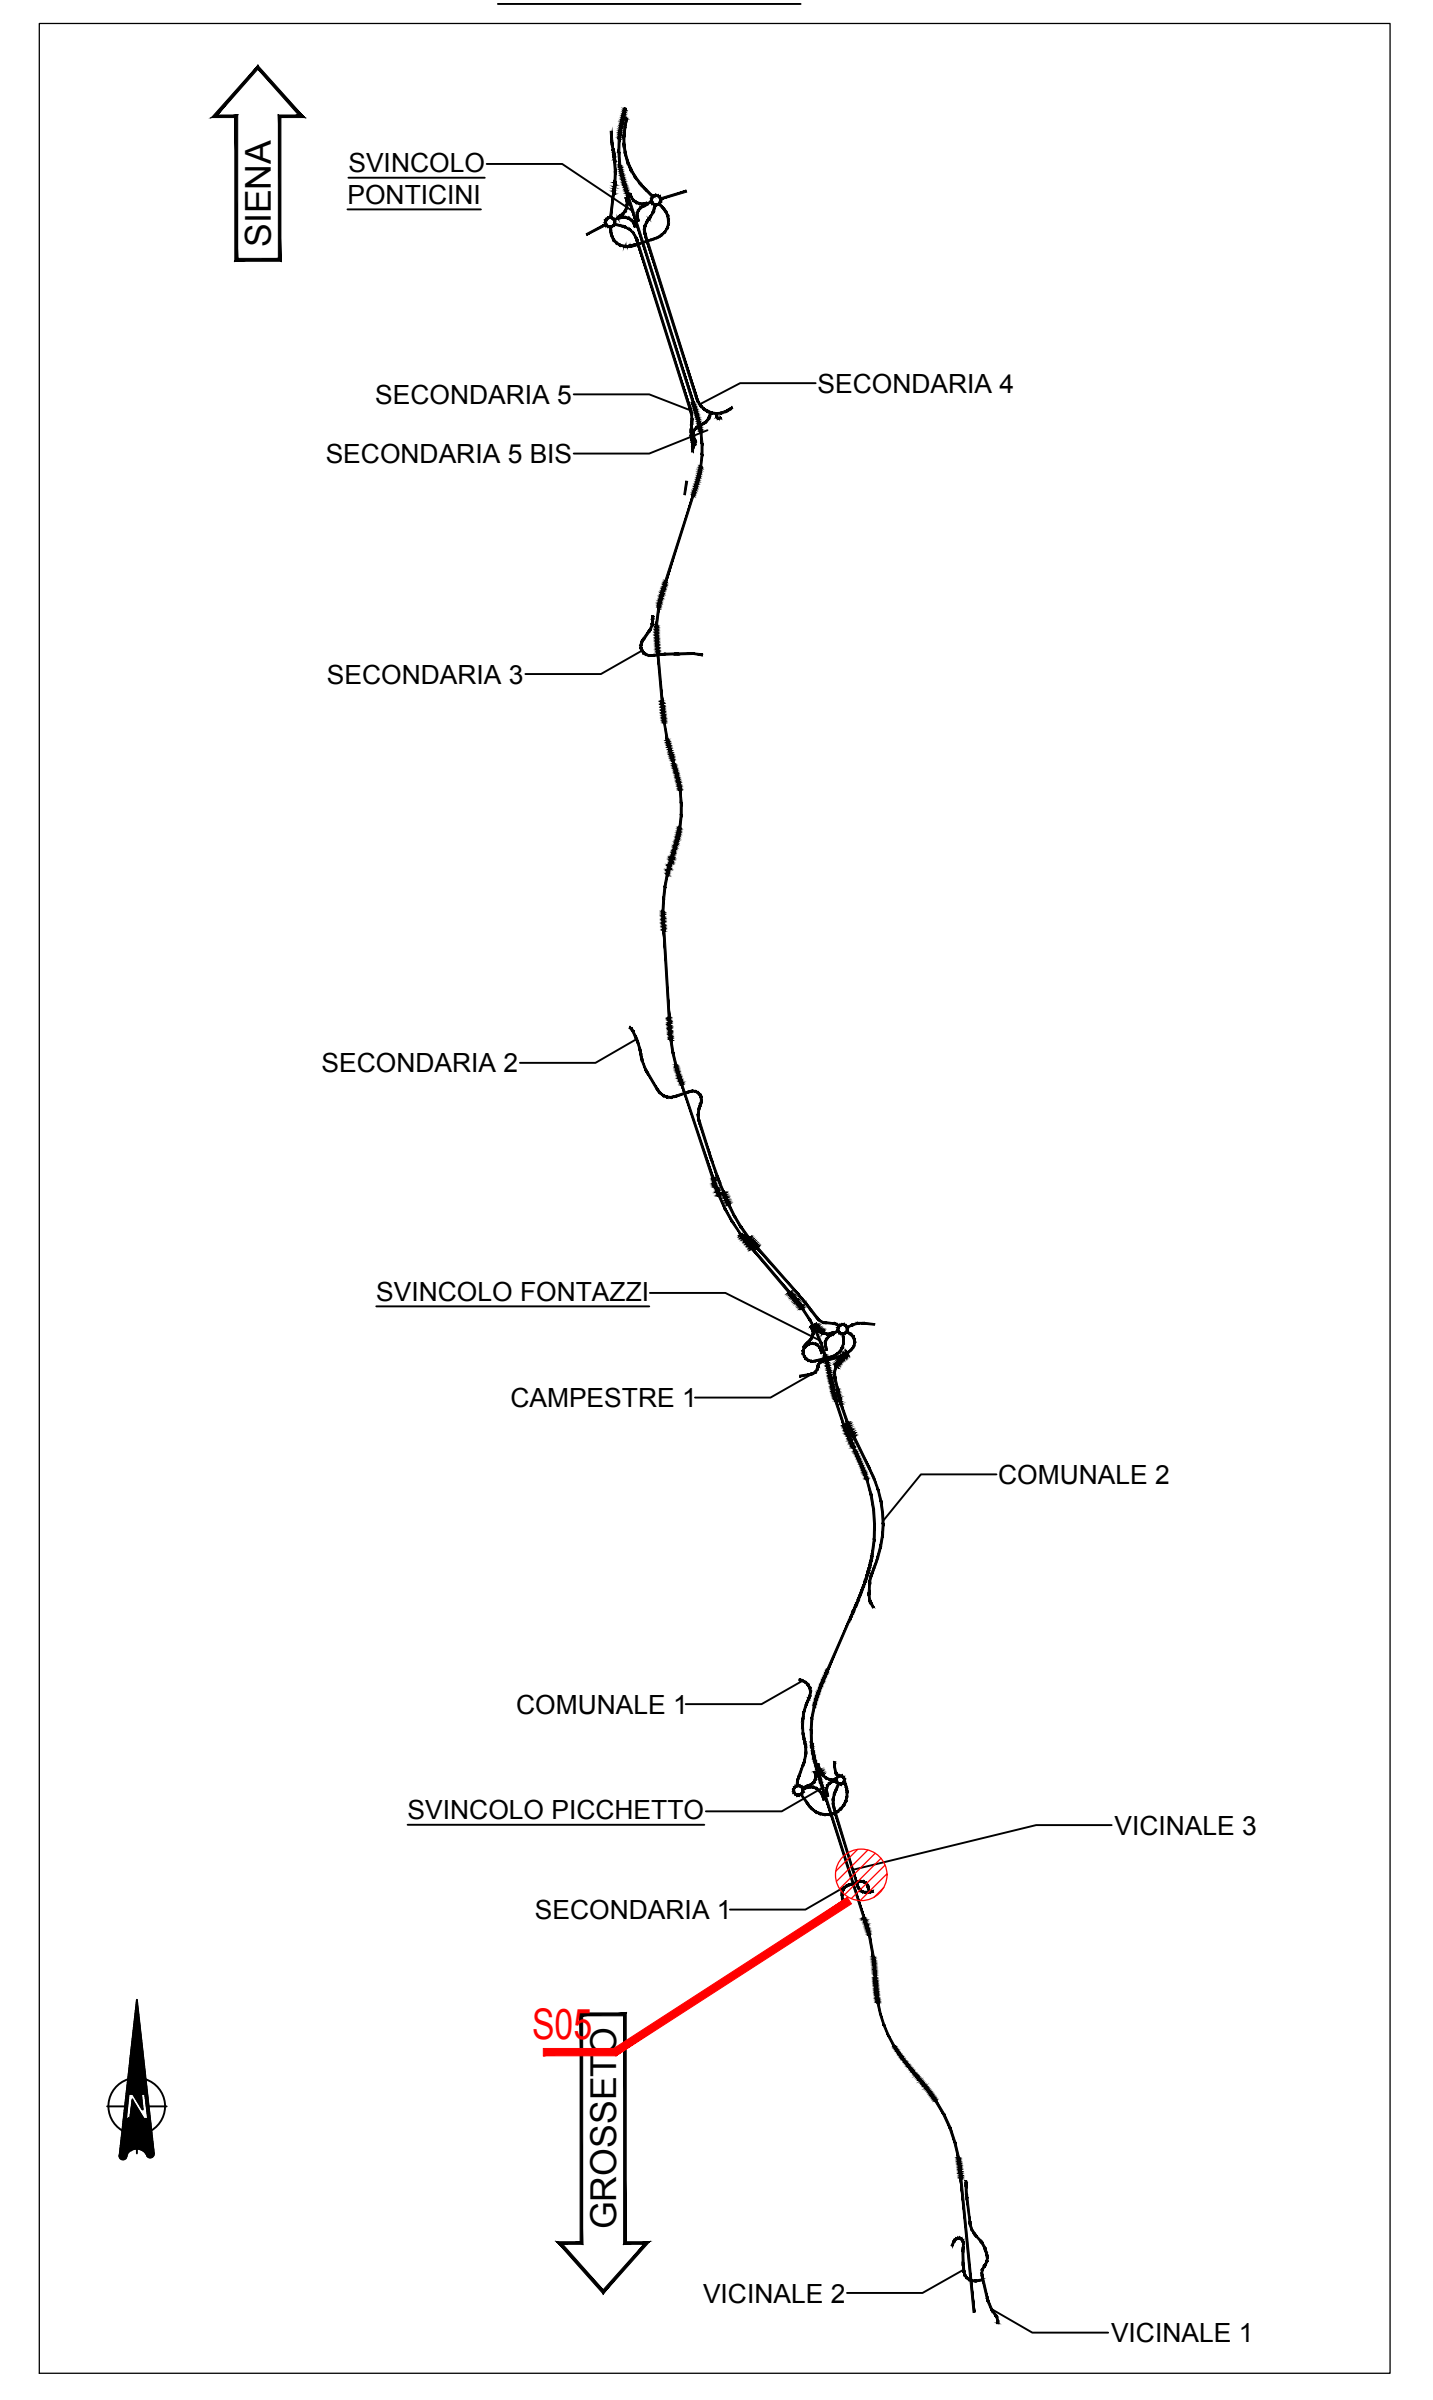 SIENA
SVINCOLO
PONTICINI
SECONDARIA 4
SECONDARIA 5
SECONDARIA 5 BIS
SECONDARIA 3
SECONDARIA 2
SVINCOLO FONTAZZI
CAMPESTRE 1
COMUNALE 2
COMUNALE 1
SVINCOLO PICCHETTO
VICINALE 3
SECONDARIA 1
S05
GROSSETO
N
VICINALE 2
VICINALE 1